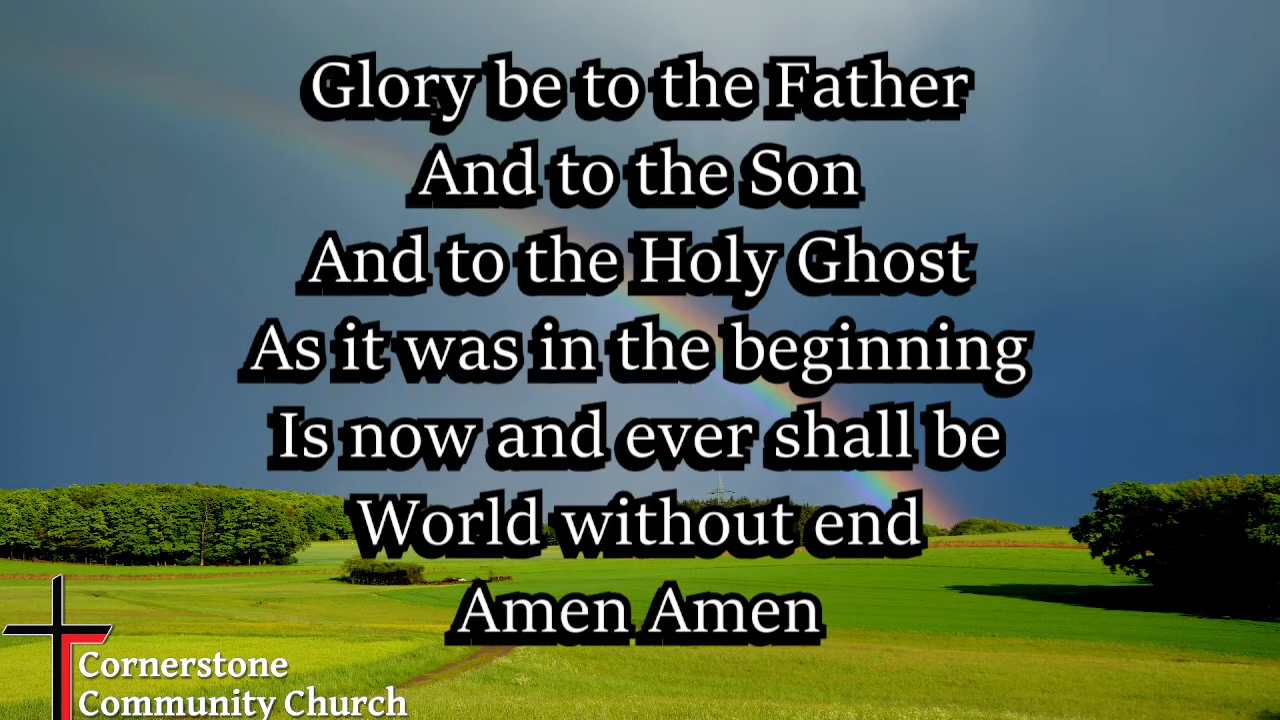 Glory be to the Father
And to the Son
And to the Holy Ghost
As it was in the beginning
Is now and ever shall be
World without end
Amen Amen
Cornerstone
Community Church